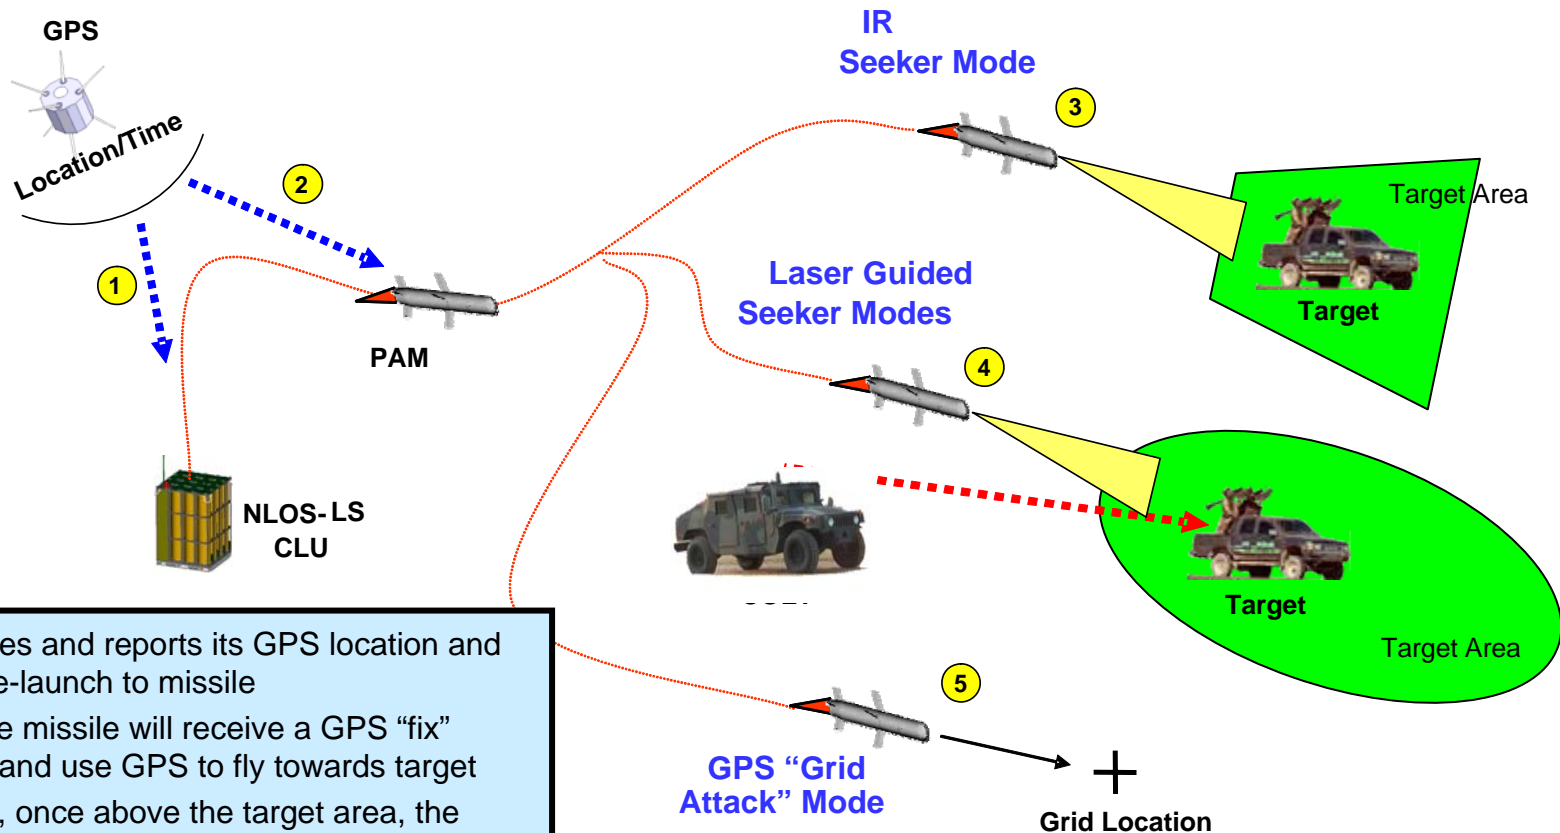 GPS
Location/Time
1
2
PAM
NLOS-LS
CLU
IR
Seeker Mode
3
Target Area
Target
Laser Guided
Seeker Modes
4
Target
Target Area
5
GPS “Grid
Attack” Mode
Grid Location
es and reports its GPS location and
e-launch to missile
e missile will receive a GPS “fix”
and use GPS to fly towards target
, once above the target area, the